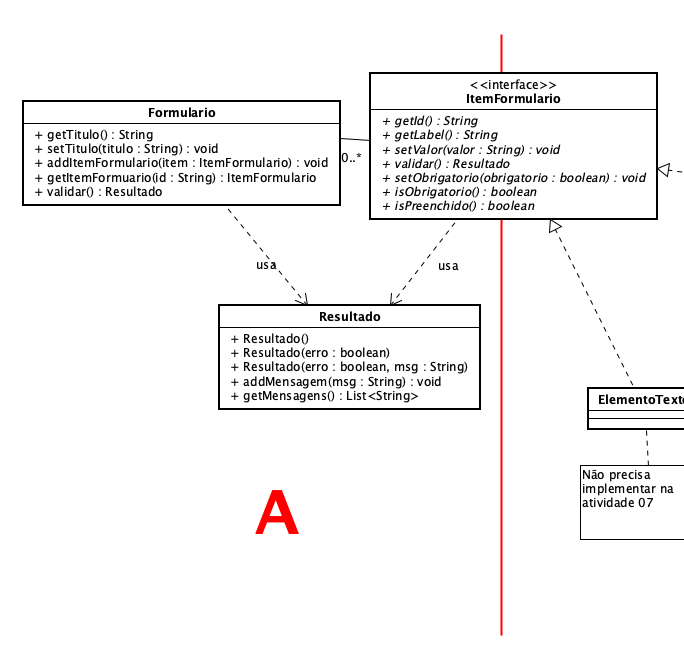 Formulario
+ getTitulo() : String
+ setTitulo(titulo : String) : void
+ addItemFormulario(item : ItemFormulario) : void
+ getItemFormuario(id : String) : ItemFormulario
+ validar() : Resultado
0..*
<<interface>>
ItemFormulario
+ getId() : String
+ getLabel() : String
+ setValor(valor : String) : void
+ validar() : Resultado
+ setObrigatorio(obrigatorio : boolean) : void
+ isObrigatorio() : boolean
+ isPreenchido() : boolean
usa
usa
Resultado
+ Resultado()
+ Resultado(erro : boolean)
+ Resultado(erro : boolean, msg : String)
+ addMensagem(msg : String) : void
+ getMensagens() : List<String>
ElementoTexto
Não precisa
implementar na
atividade 07
A